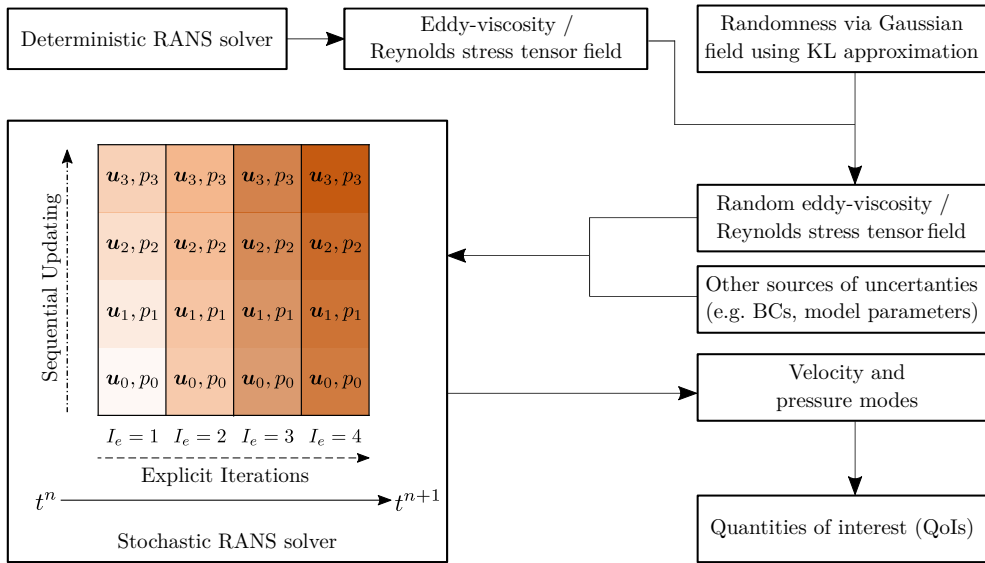 Deterministic RANS solver
Eddy-viscosity /
Reynolds stress tensor field
Randomness via Gaussian
field using KL approximation
Random eddy-viscosity /
Reynolds stress tensor field
Other sources of uncertanties
(e.g. BCs, model parameters)
Sequential Updating
u₃, p₃ u₃, p₃ u₃, p₃ u₃, p₃
u₂, p₂ u₂, p₂ u₂, p₂ u₂, p₂
u₁, p₁ u₁, p₁ u₁, p₁ u₁, p₁
u₀, p₀ u₀, p₀ u₀, p₀ u₀, p₀
Iₑ = 1 Iₑ = 2 Iₑ = 3 Iₑ = 4
Explicit Iterations
tⁿ tⁿ⁺¹
Stochastic RANS solver
Velocity and
pressure modes
Quantities of interest (QoIs)